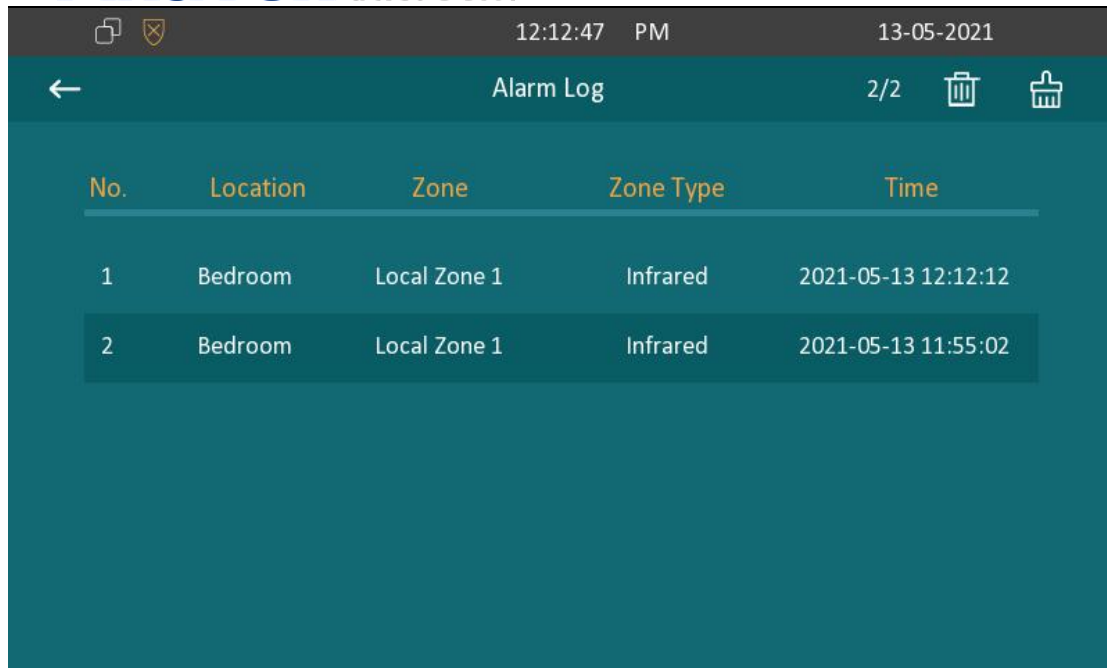 12:12:47 PM 13-05-2021
Alarm Log 2/2
No. Location Zone Zone Type Time
1 Bedroom Local Zone 1 Infrared 2021-05-13 12:12:12
2 Bedroom Local Zone 1 Infrared 2021-05-13 11:55:02